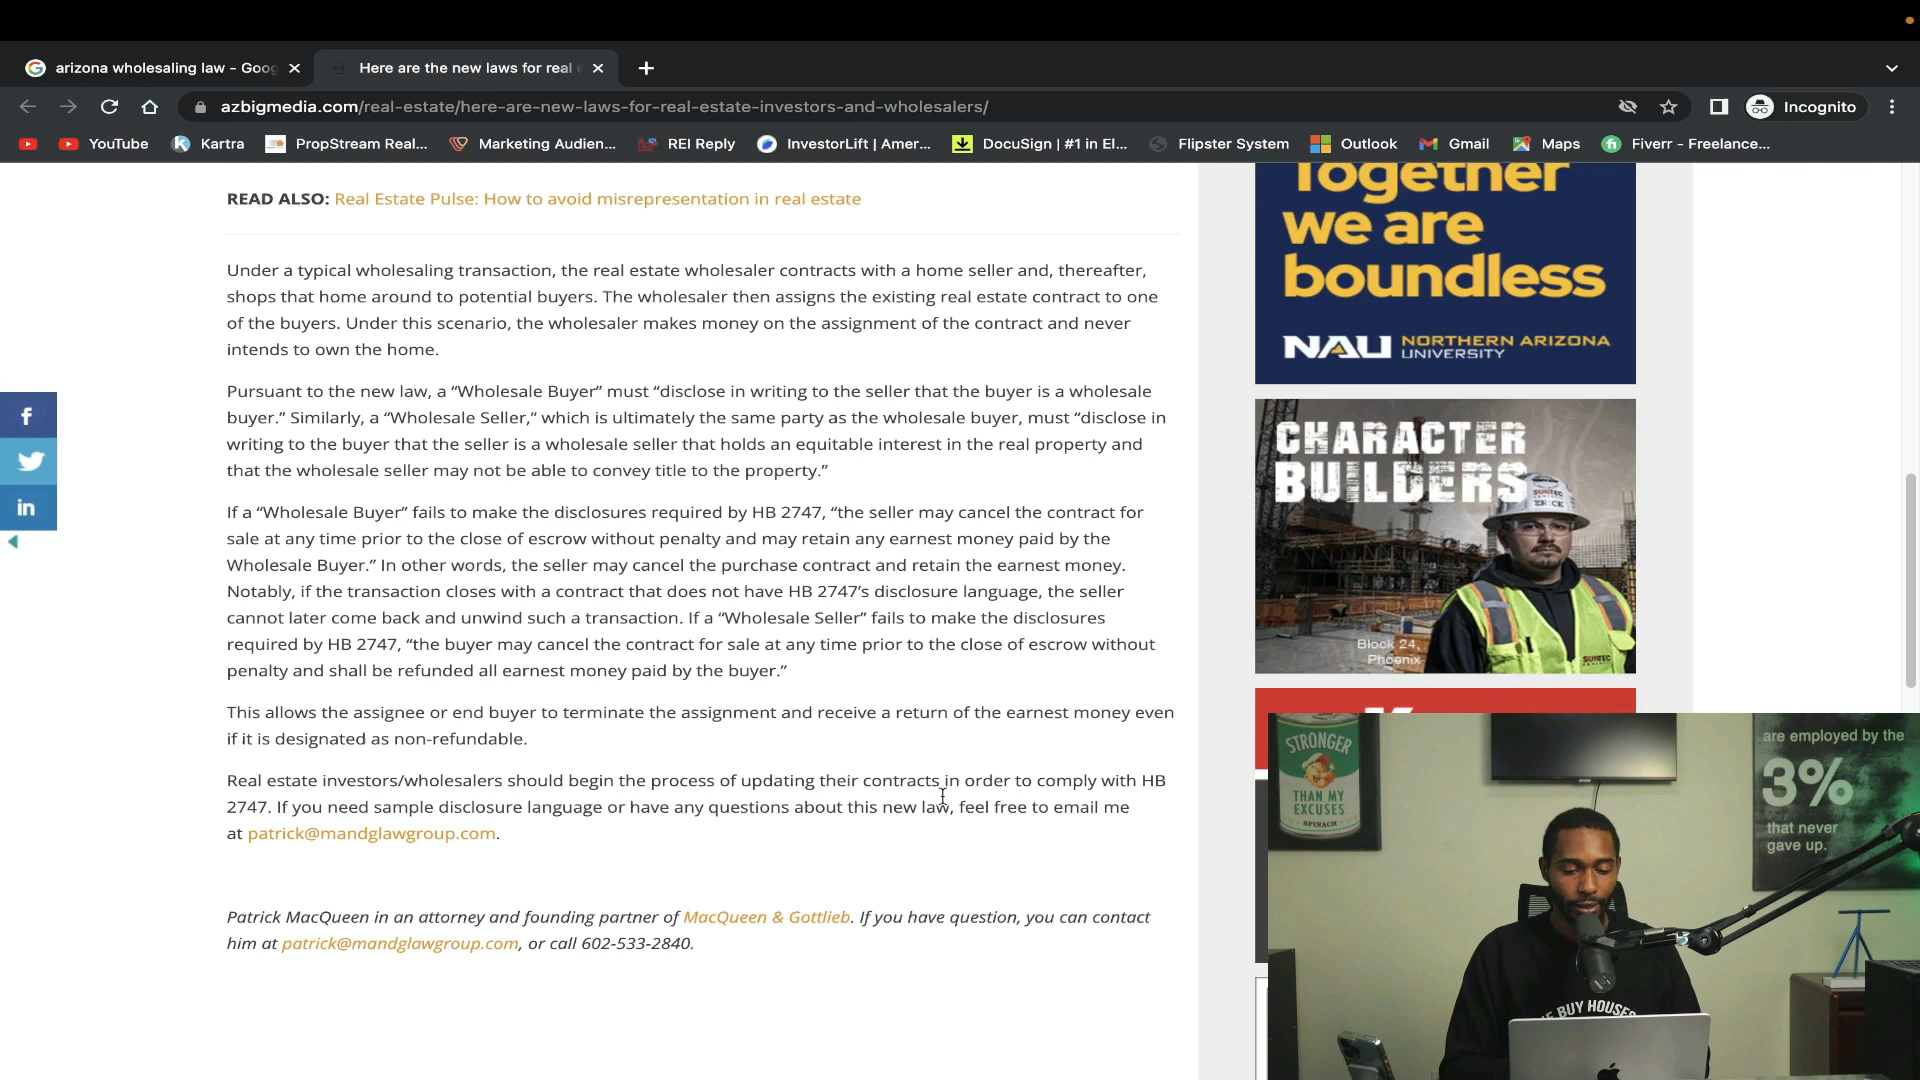 arizona wholesaling law - Goog
Here are the new laws for real e
azbigmedia.com/real-estate/here-are-new-laws-for-real-estate-investors-and-wholesalers/
Incognito
YouTube
Kartra
PropStream Real...
Marketing Audien...
REI Reply
InvestorLift | Amer...
DocuSign | #1 in El...
Flipster System
Outlook
Gmail
Maps
Fiverr - Freelance...
READ ALSO: Real Estate Pulse: How to avoid misrepresentation in real estate
Under a typical wholesaling transaction, the real estate wholesaler contracts with a home seller and, thereafter,
shops that home around to potential buyers. The wholesaler then assigns the existing real estate contract to one
of the buyers. Under this scenario, the wholesaler makes money on the assignment of the contract and never
intends to own the home.
Pursuant to the new law, a “Wholesale Buyer” must “disclose in writing to the seller that the buyer is a wholesale
buyer.” Similarly, a “Wholesale Seller,” which is ultimately the same party as the wholesale buyer, must “disclose in
writing to the buyer that the seller is a wholesale seller that holds an equitable interest in the real property and
that the wholesale seller may not be able to convey title to the property.”
If a “Wholesale Buyer” fails to make the disclosures required by HB 2747, “the seller may cancel the contract for
sale at any time prior to the close of escrow without penalty and may retain any earnest money paid by the
Wholesale Buyer.” In other words, the seller may cancel the purchase contract and retain the earnest money.
Notably, if the transaction closes with a contract that does not have HB 2747’s disclosure language, the seller
cannot later come back and unwind such a transaction. If a “Wholesale Seller” fails to make the disclosures
required by HB 2747, “the buyer may cancel the contract for sale at any time prior to the close of escrow without
penalty and shall be refunded all earnest money paid by the buyer.”
This allows the assignee or end buyer to terminate the assignment and receive a return of the earnest money even
if it is designated as non-refundable.
Real estate investors/wholesalers should begin the process of updating their contracts in order to comply with HB
2747. If you need sample disclosure language or have any questions about this new law, feel free to email me
at patrick@mandglawgroup.com.
Patrick MacQueen in an attorney and founding partner of MacQueen & Gottlieb. If you have question, you can contact
him at patrick@mandglawgroup.com, or call 602-533-2840.
f
in
Together
we are
boundless
NAU NORTHERN ARIZONA
UNIVERSITY
CHARACTER
BUILDERS
SUNTEC
ERICK
SUNTEC
Block 24,
Phoenix
STRONGER
THAN MY
EXCUSES
SPINACH
are employed by the
3%
that never
gave up.
BUY HOUSES